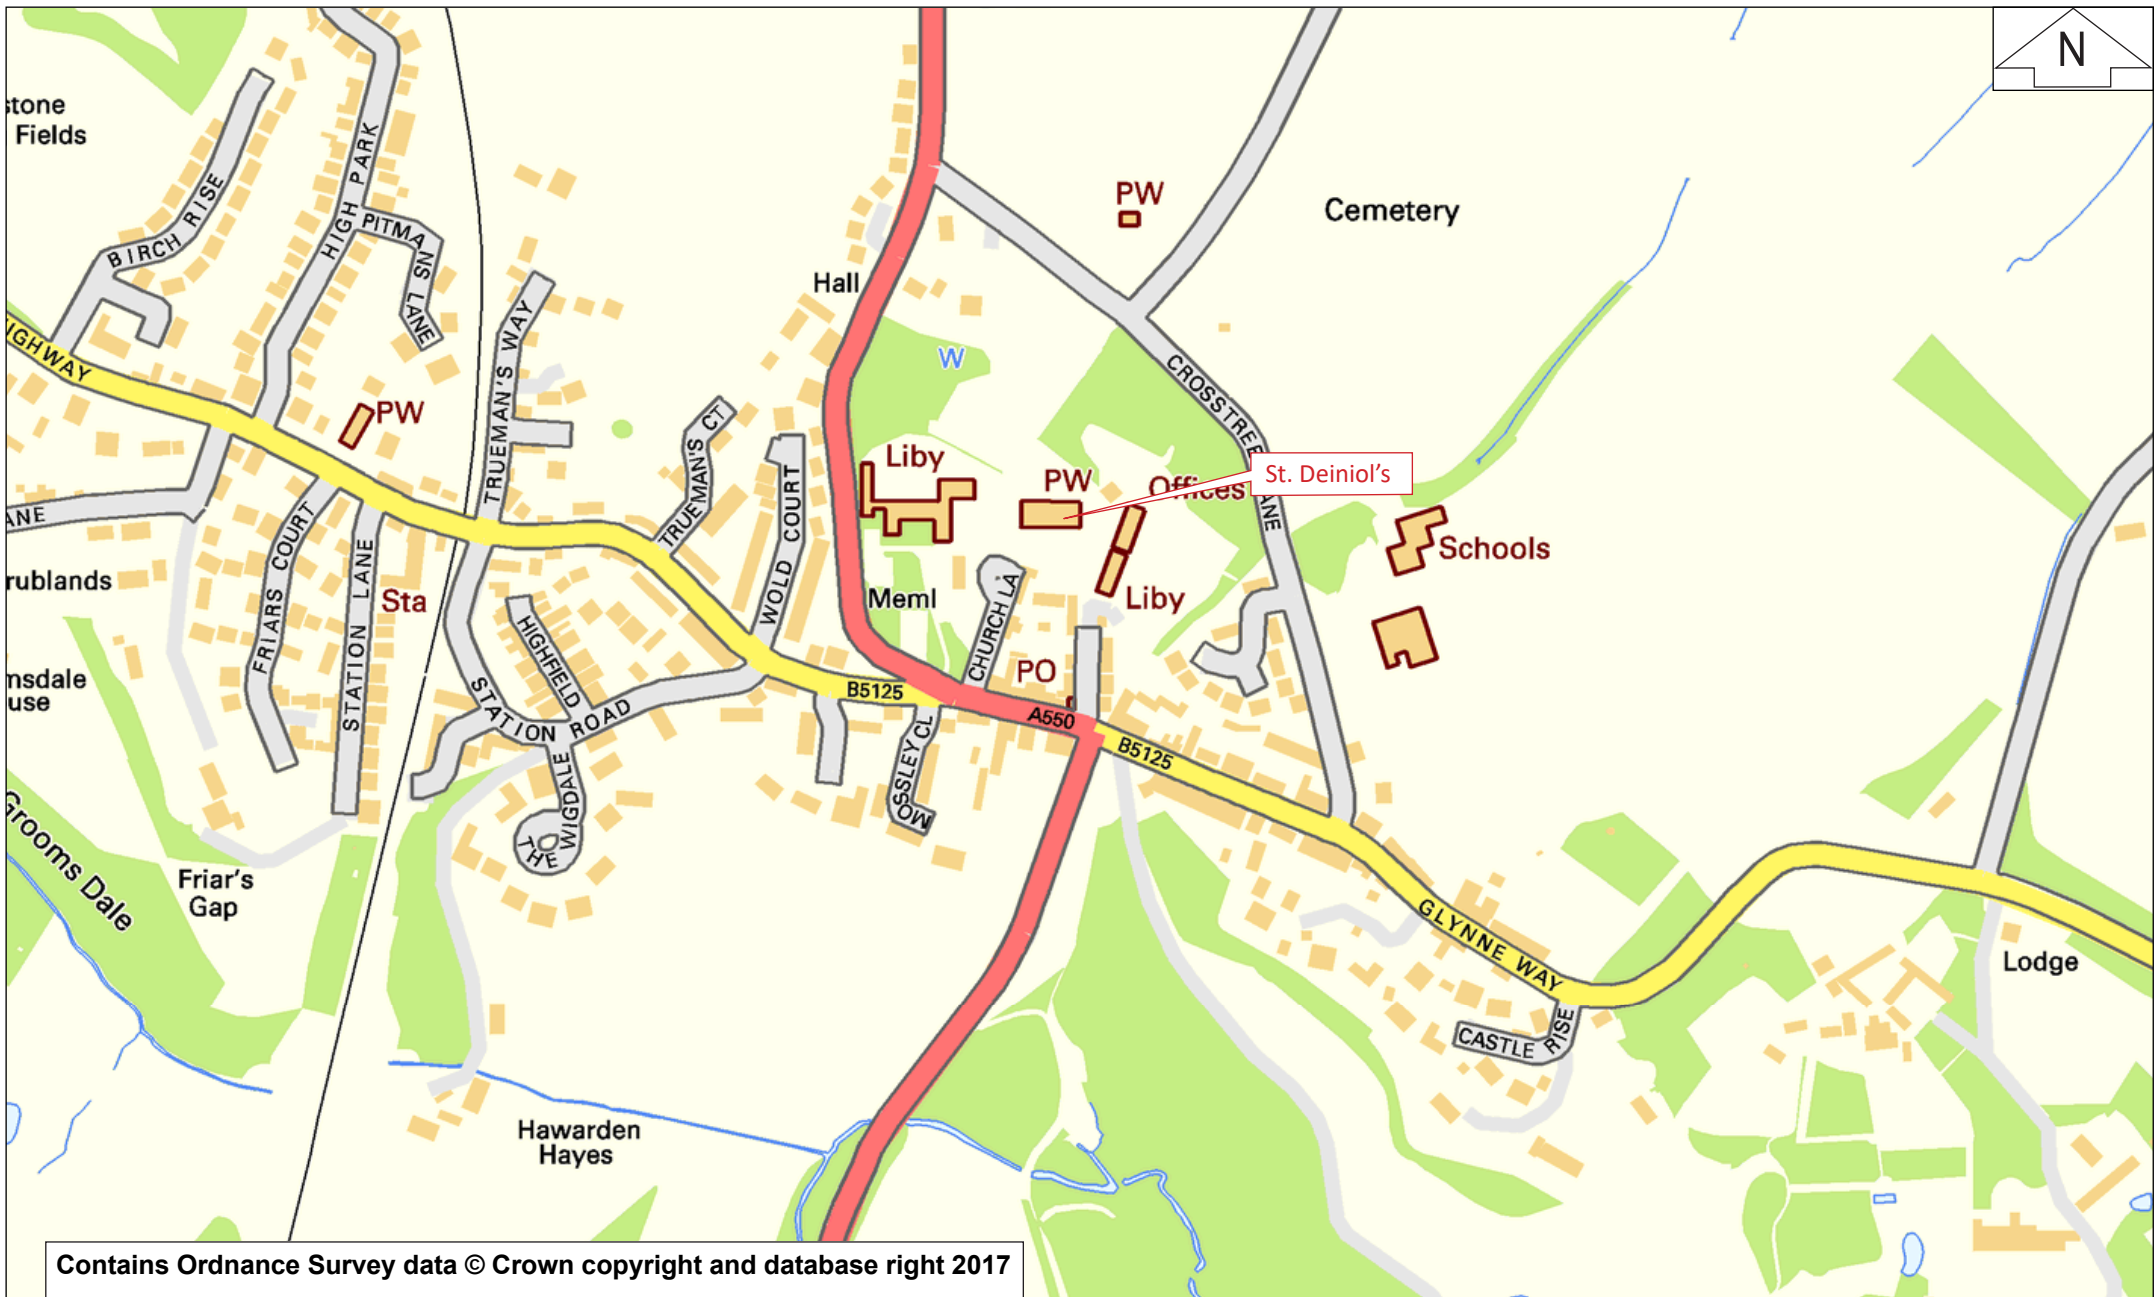 N
stone
Fields
HIGH PARK
BIRCH RISE
PITMANS LANE
PW
Cemetery
Hall
TRUEMAN'S WAY
IGHWAY
W
CROSSTREE LANE
PW
TRUEMAN'S CT
Liby
PW
Offices
St. Deiniol's
WOLD COURT
ANE
FRIARS COURT
STATION LANE
Schools
rublands
Sta
Meml
CHURCH LA
Liby
HIGHFIELD
PO
msdale
use
STATION ROAD
B5125
A550
B5125
MOSSLEY CL
THE WIGDALE
Grooms Dale
Friar's
Gap
GLYNNE WAY
Lodge
CASTLE RISE
Hawarden
Hayes
Contains Ordnance Survey data © Crown copyright and database right 2017